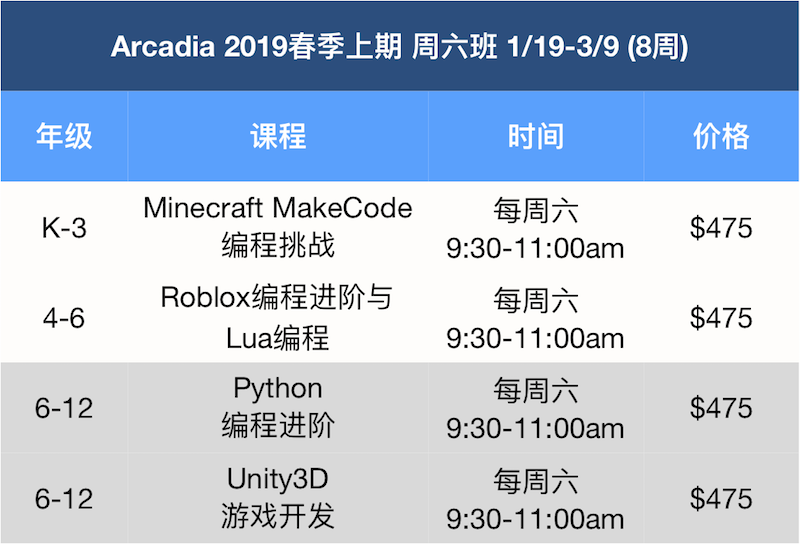 Arcadia 2019春季上期 周六班 1/19-3/9 (8周)
年级 课程 时间 价格
K-3 Minecraft MakeCode 编程挑战 每周六 9:30-11:00am $475
4-6 Roblox编程进阶与 Lua编程 每周六 9:30-11:00am $475
6-12 Python 编程进阶 每周六 9:30-11:00am $475
6-12 Unity3D 游戏开发 每周六 9:30-11:00am $475